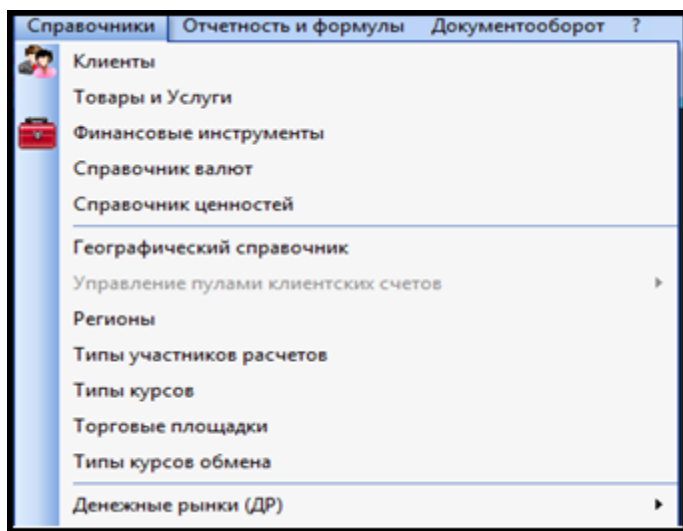 Справочники Отчетность и формулы Документооборот ?
Клиенты
Товары и Услуги
Финансовые инструменты
Справочник валют
Справочник ценностей
Географический справочник
Управление пулами клиентских счетов
Регионы
Типы участников расчетов
Типы курсов
Торговые площадки
Типы курсов обмена
Денежные рынки (ДР)